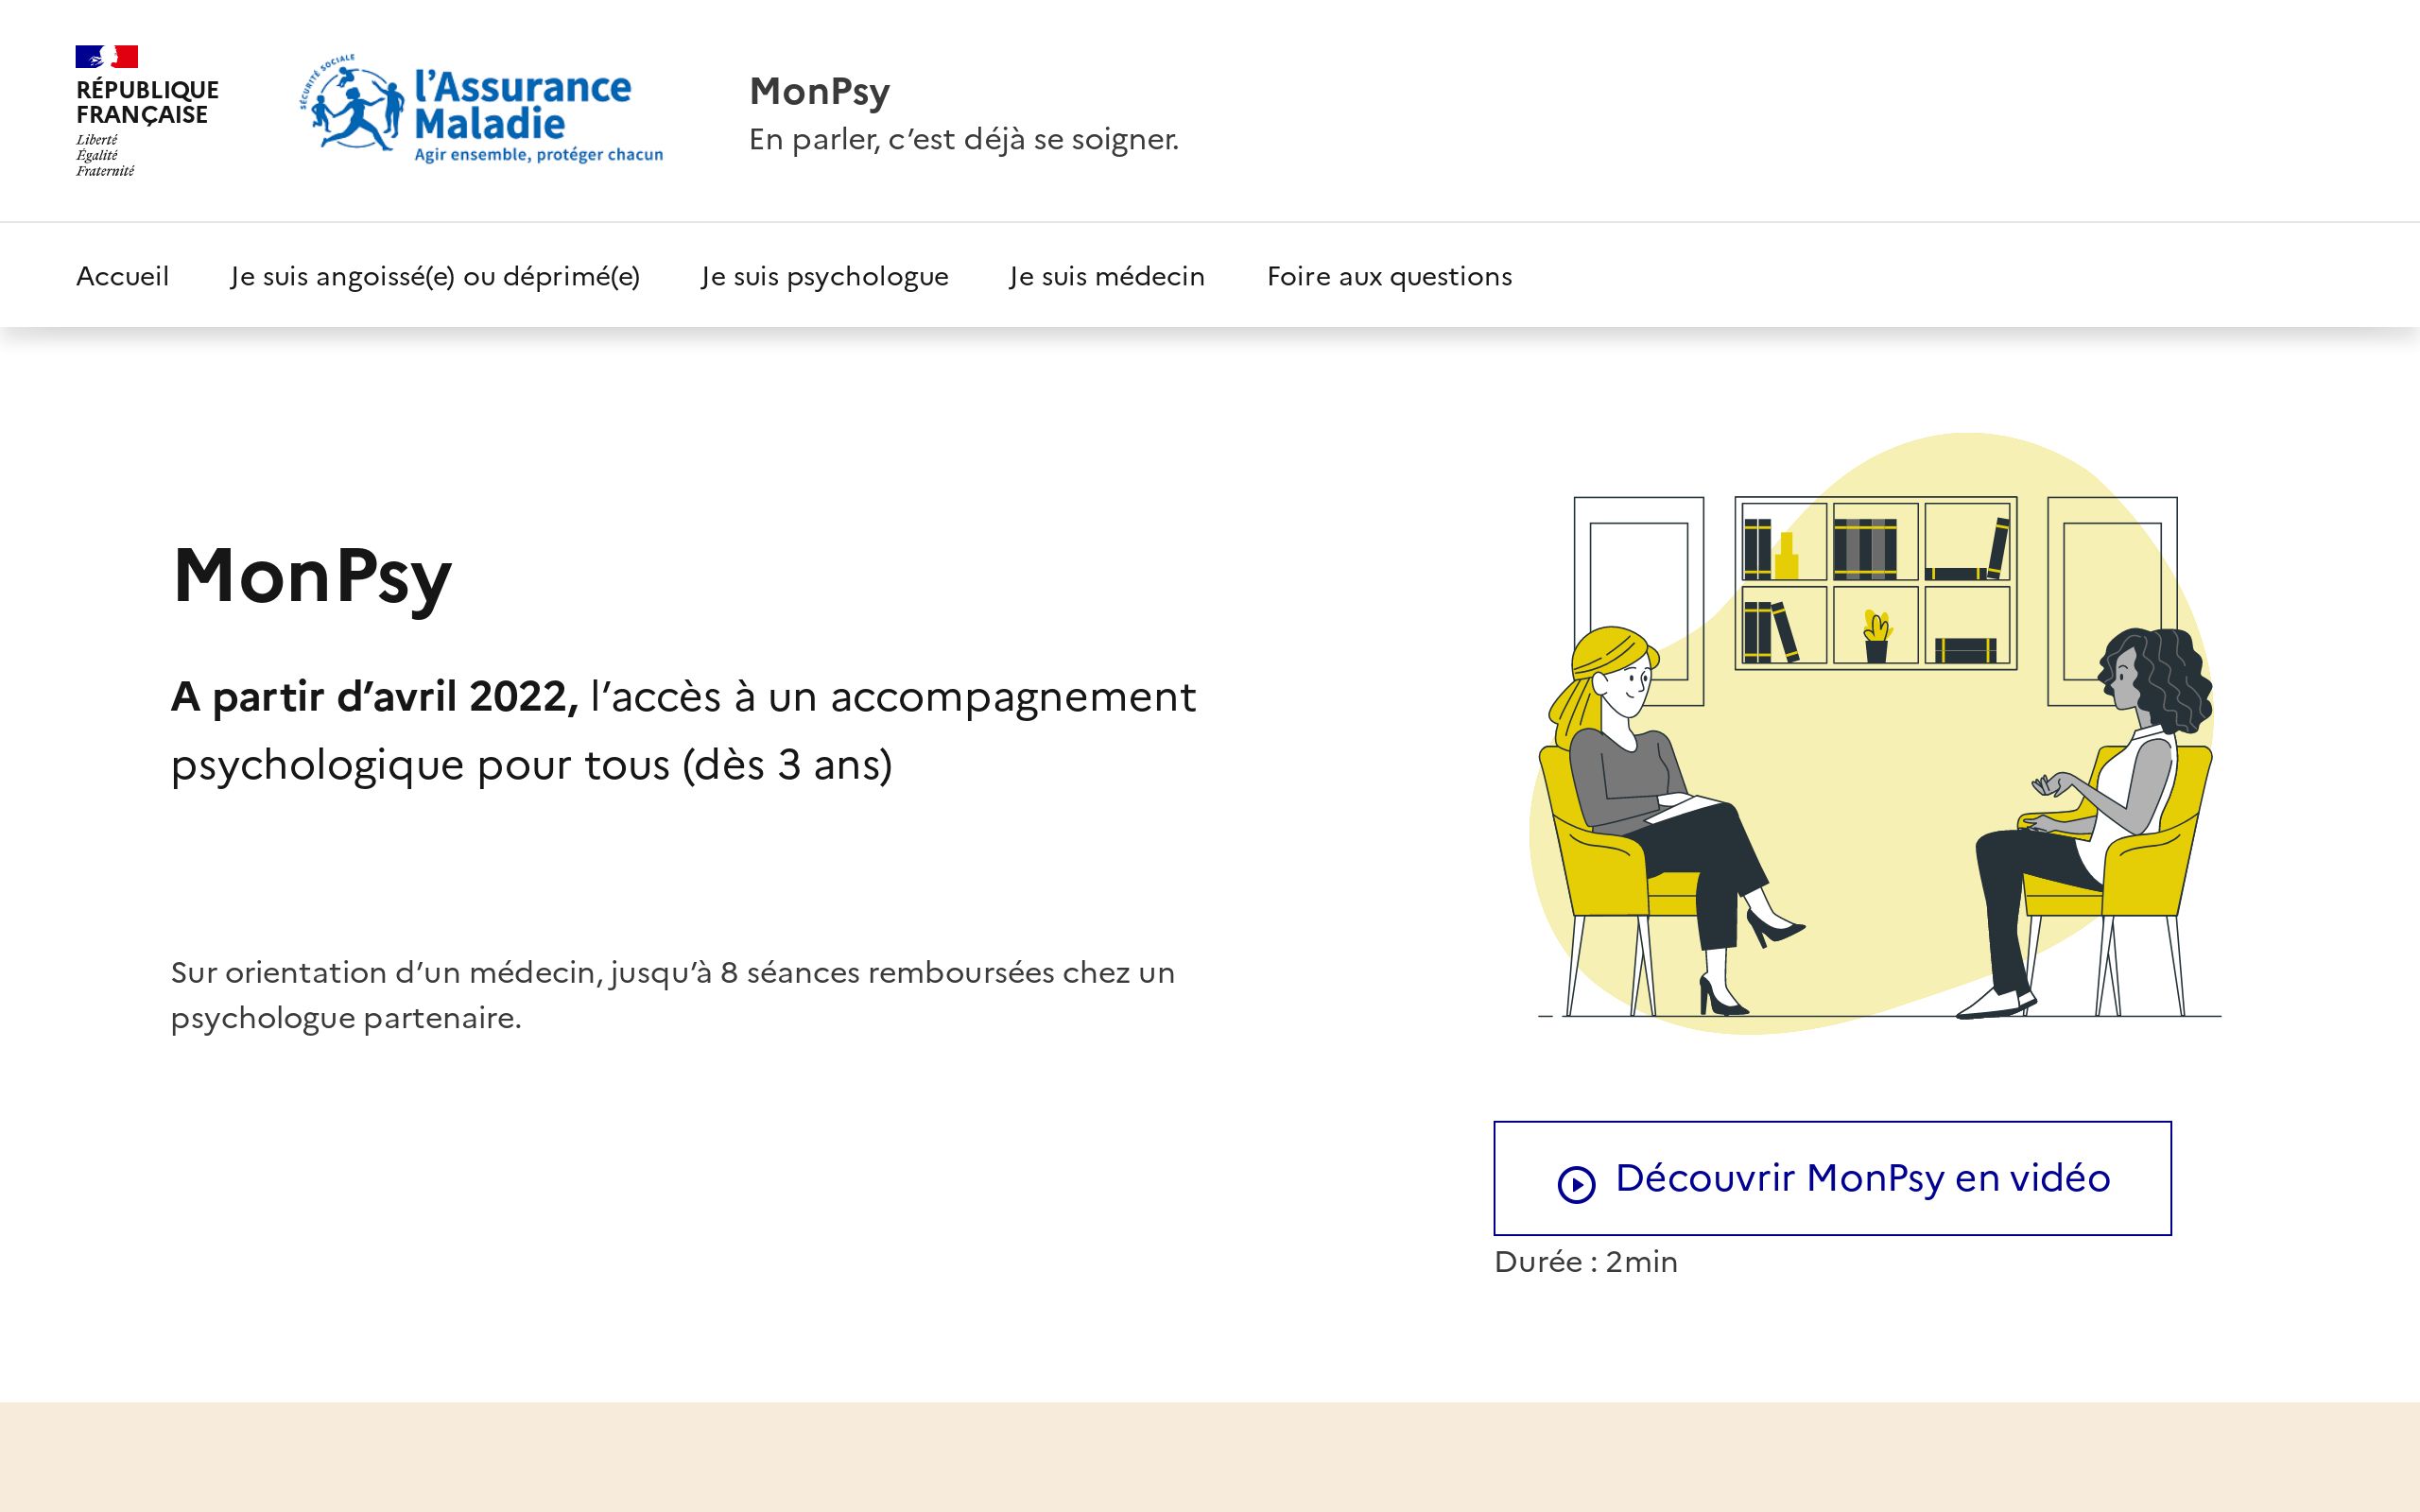 RÉPUBLIQUE
FRANÇAISE
Liberté
Égalité
Fraternité
SÉCURITÉ SOCIALE
l’Assurance
Maladie
Agir ensemble, protéger chacun
MonPsy
En parler, c’est déjà se soigner.
Accueil Je suis angoissé(e) ou déprimé(e) Je suis psychologue Je suis médecin Foire aux questions
MonPsy
A partir d’avril 2022, l’accès à un accompagnement
psychologique pour tous (dès 3 ans)
Sur orientation d’un médecin, jusqu’à 8 séances remboursées chez un
psychologue partenaire.
Découvrir MonPsy en vidéo
Durée : 2min